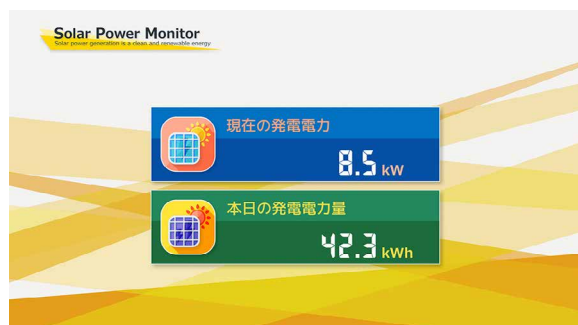 Solar Power Monitor
Solar power generation is a clean and renewable energy.
現在の発電電力
8.5 kW
本日の発電電力量
42.3 kWh